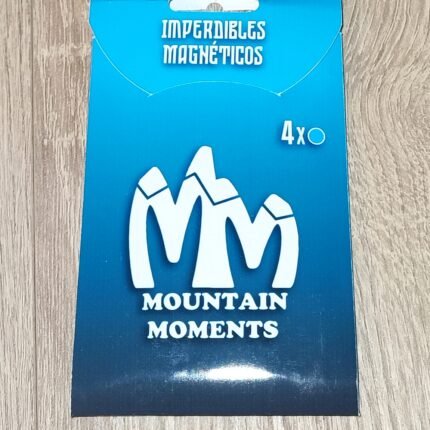 IMPERDIBLES
MAGNÉTICOS
4x
MOUNTAIN
MOMENTS